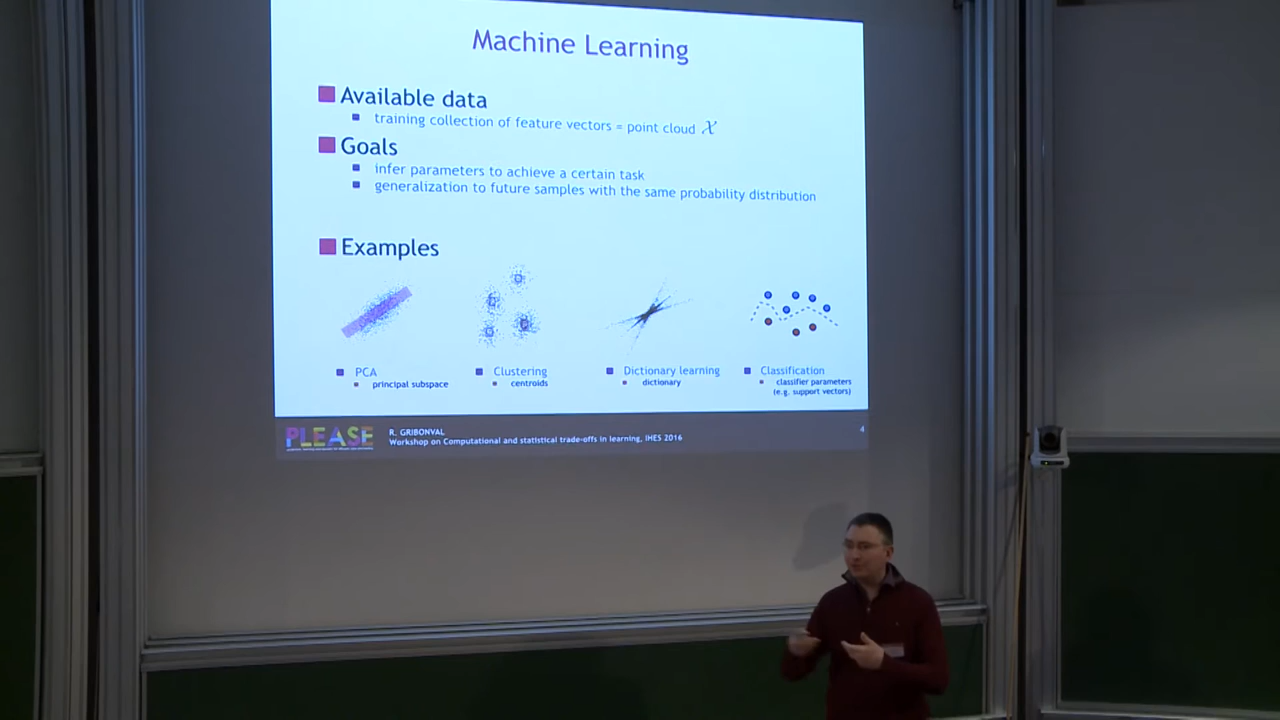 Machine Learning
Available data
training collection of feature vectors = point cloud 𝒳
Goals
infer parameters to achieve a certain task
generalization to future samples with the same probability distribution
Examples
PCA
principal subspace
Clustering
centroids
Dictionary learning
dictionary
Classification
classifier parameters
(e.g. support vectors)
PLEASE
R. GRIBONVAL
Workshop on Computational and statistical trade-offs in learning, IHES 2016
4